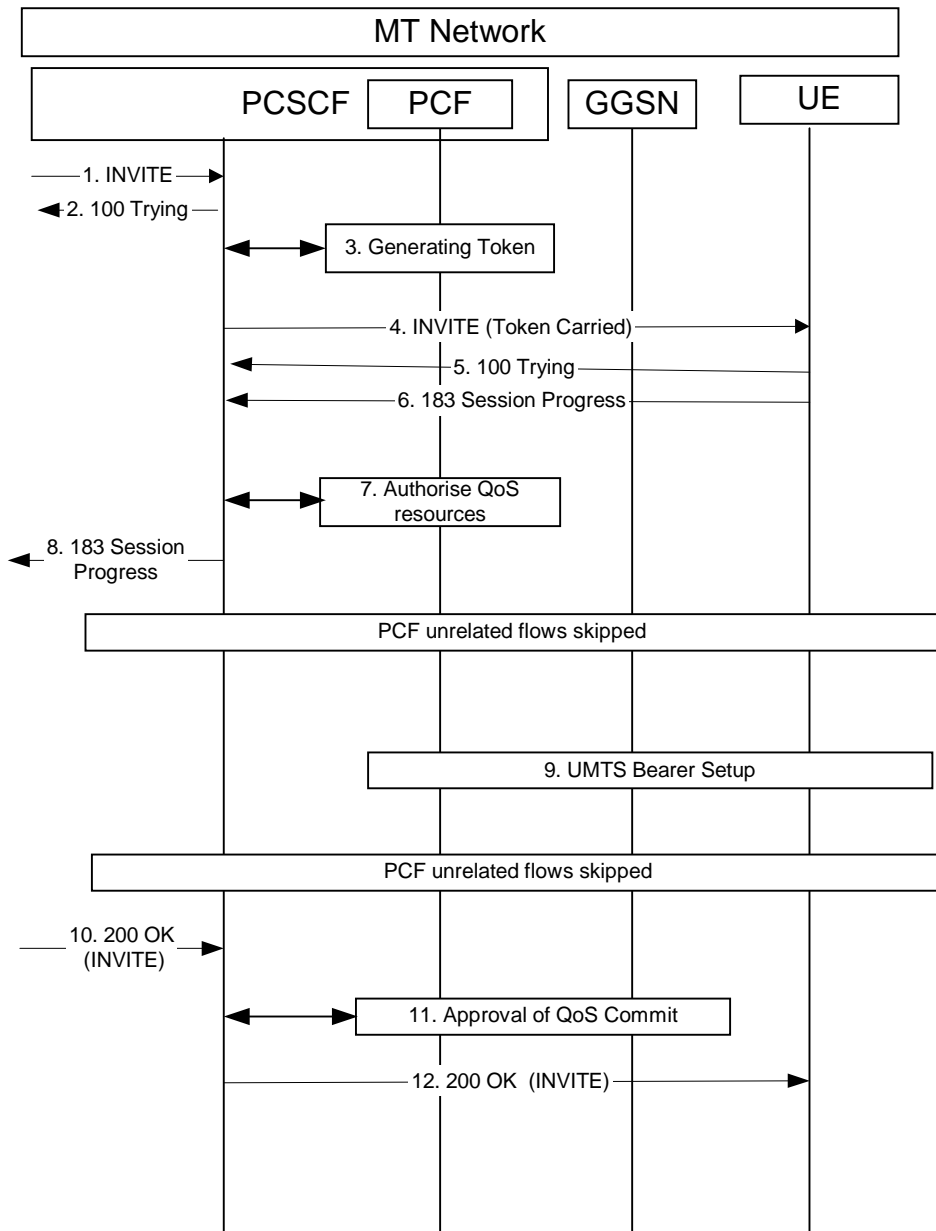 MT Network
PCSCF
PCF
GGSN
UE
1. INVITE
2. 100 Trying
3. Generating Token
4. INVITE (Token Carried)
5. 100 Trying
6. 183 Session Progress
7. Authorise QoS
resources
8. 183 Session
Progress
PCF unrelated flows skipped
9. UMTS Bearer Setup
PCF unrelated flows skipped
10. 200 OK
(INVITE)
11. Approval of QoS Commit
12. 200 OK (INVITE)